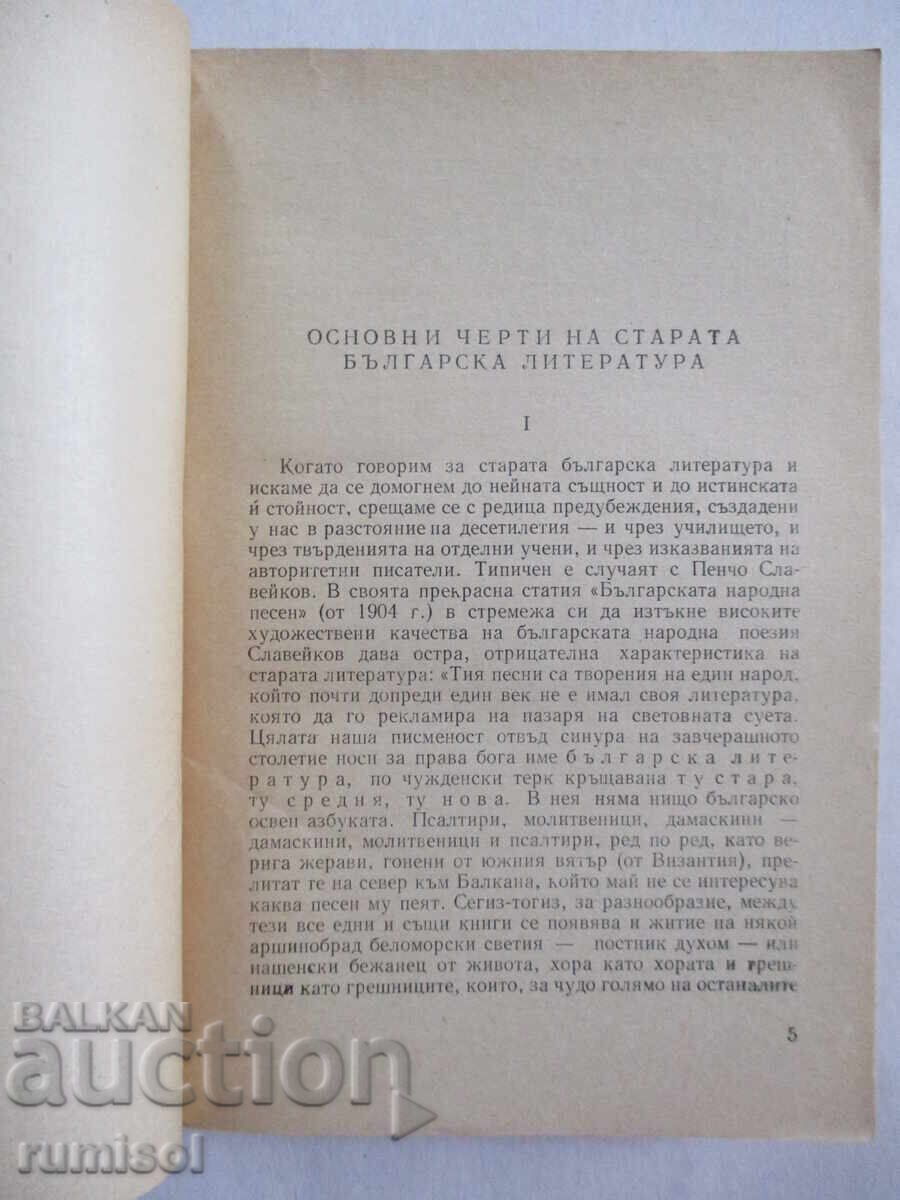 ОСНОВНИ ЧЕРТИ НА СТАРАТА
БЪЛГАРСКА ЛИТЕРАТУРА
I
Когато говорим за старата българска литература и
искаме да се домогнем до нейната същност и до истинската
ѝ стойност, срещаме се с редица предубеждения, създадени
у нас в разстояние на десетилетия — и чрез училището, и
чрез твърденията на отделни учени, и чрез изказванията на
авторитетни писатели. Типичен е случаят с Пенчо Сла-
вейков. В своята прекрасна статия «Българската народна
песен» (от 1904 г.) в стремежа си да изтъкне високите
художествени качества на българската народна поезия
Славейков дава остра, отрицателна характеристика на
старата литература: «Тия песни са творения на един народ,
който почти допреди един век не е имал своя литература,
която да го рекламира на пазаря на световната суета.
Цялата наша писменост отвъд синура на завчерашното
столетие носи за права бога име българска лите-
ратура, по чужденски терк кръщавана ту стара,
ту средня, ту нова. В нея няма нищо българско
освен азбуката. Псалтири, молитвеници, дамаскини —
дамаскини, молитвеници и псалтири, ред по ред, като ве-
рига жерави, гонени от южния вятър (от Византия), пре-
литат те на север към Балкана, който май не се интересува
каква песен му пеят. Сегиз-тогиз, за разнообразие, между
тези все едни и същи книги се появява и житие на някой
аршинобрад беломорски светия — постник духом — или
нашенски бежанец от живота, хора като хората и греш-
ници като грешниците, които, за чудо голямо на останалите
5
BALKAN
auction
rumisol